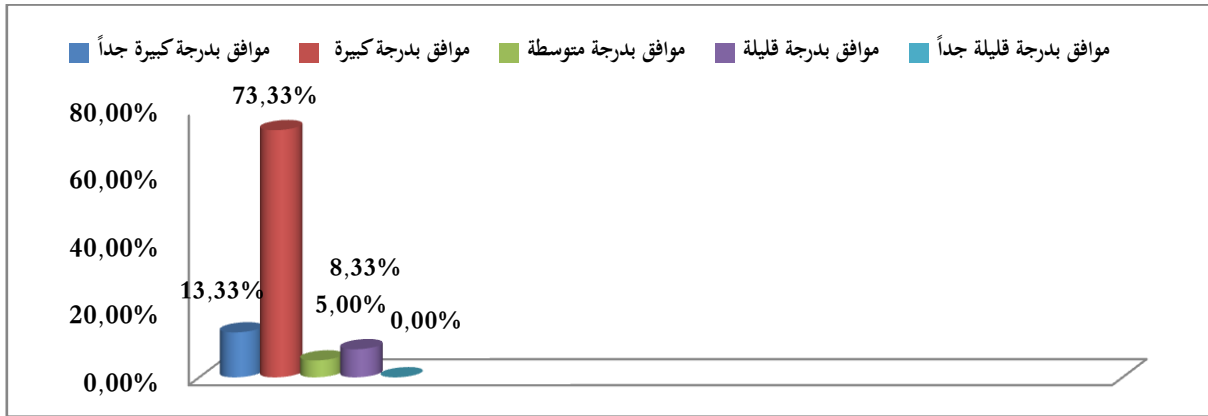 موافق بدرجة كبيرة جداً
موافق بدرجة كبيرة
موافق بدرجة متوسطة
موافق بدرجة قليلة
موافق بدرجة قليلة جداً
73,33%
80,00%
60,00%
40,00%
8,33%
13,33%
5,00%
20,00%
0,00%
0,00%